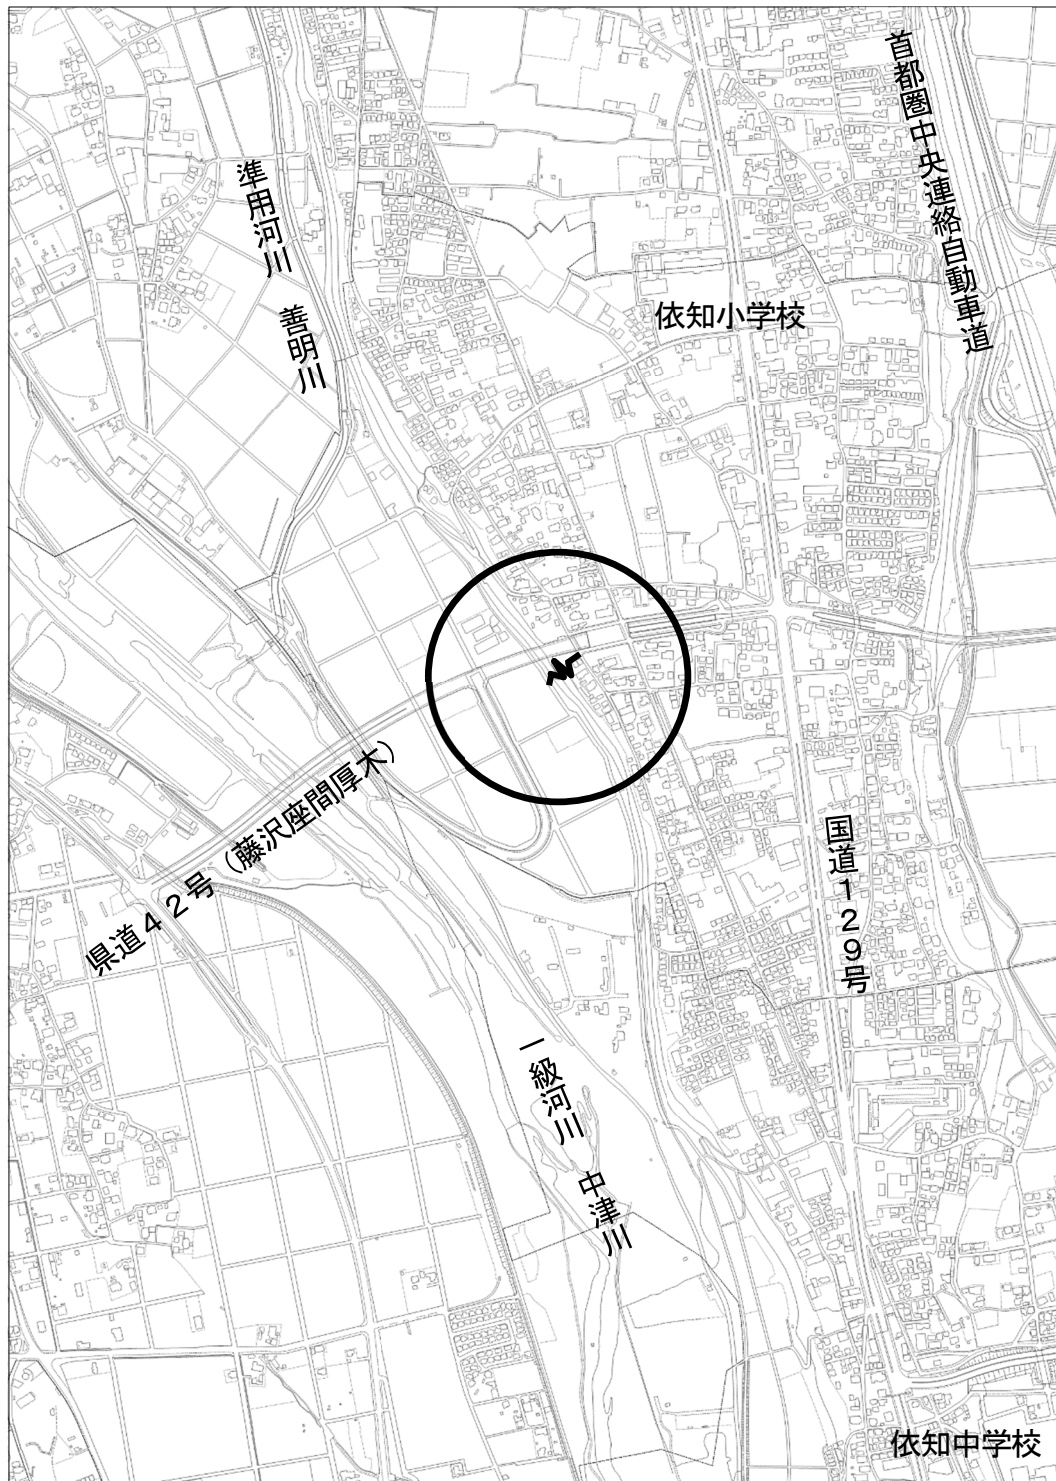 首都圏中央連絡自動車道
準用河川　善明川
依知小学校
県道４２号（藤沢座間厚木）
国道１２９号
一級河川　中津川
依知中学校